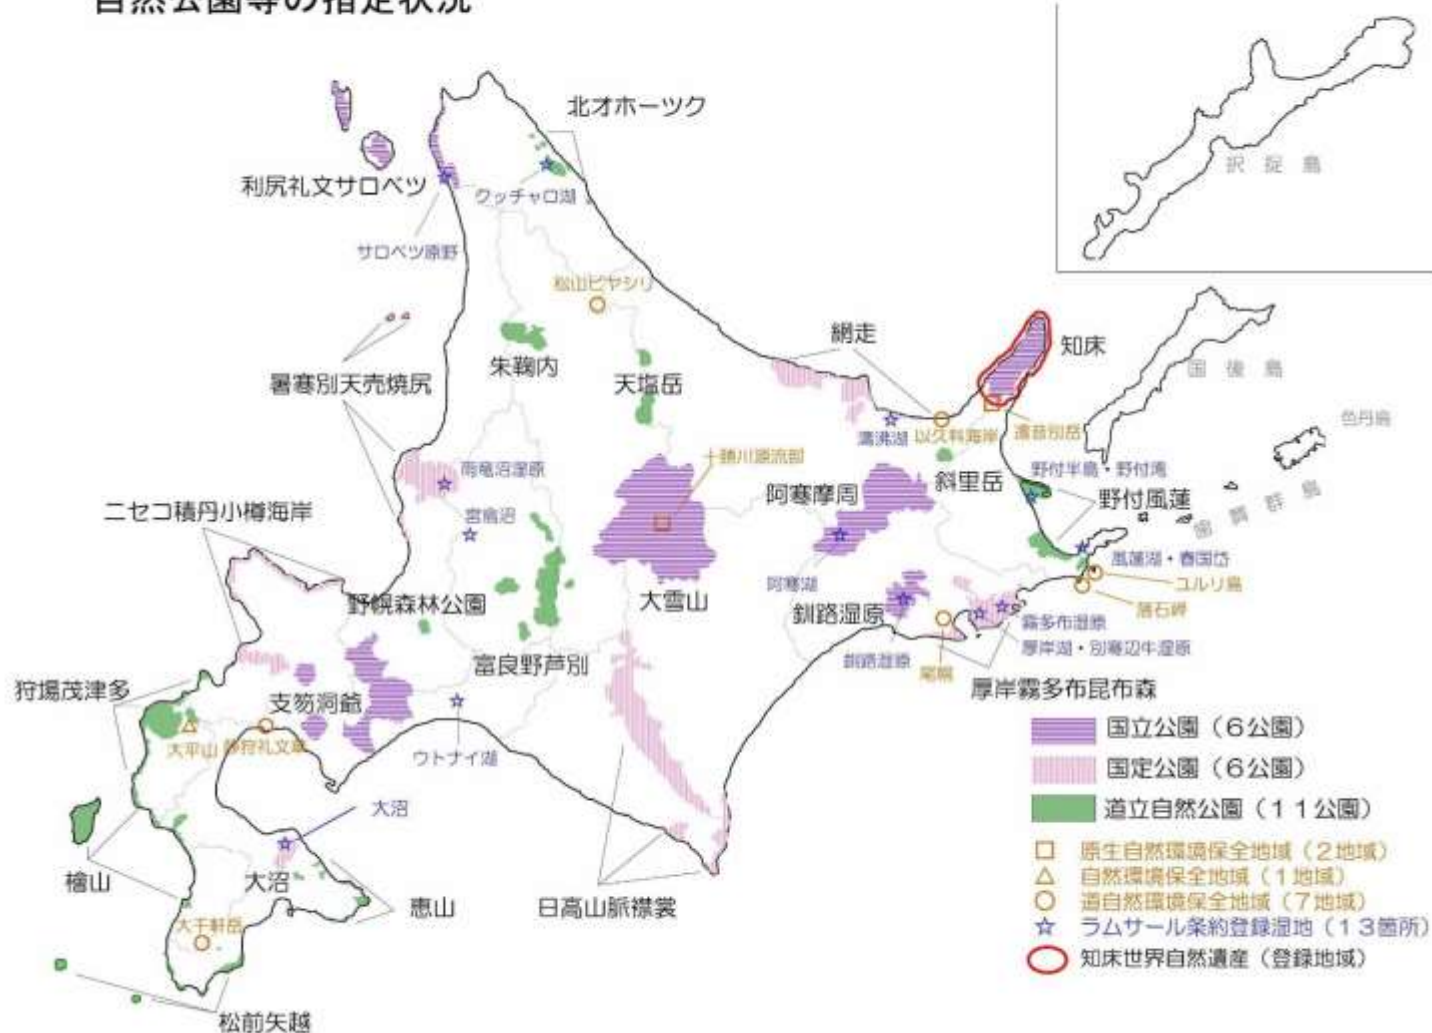 自然公園等の指定状況
北オホーツク
利尻礼文サロベツ
クッチャロ湖
サロベツ原野
松山ピヤシリ
択捉島
国後島
色丹島
歯舞群島
網走
知床
朱鞠内
天塩岳
暑寒別天売焼尻
濤沸湖
以久科海岸
遠音別岳
十勝川源流部
雨竜沼湿原
宮島沼
阿寒摩周
斜里岳
野付半島・野付湾
野付風蓮
ニセコ積丹小樽海岸
風蓮湖・春国岱
ユルリ島
落石岬
阿寒湖
野幌森林公園
大雪山
釧路湿原
霧多布湿原
厚岸湖・別寒辺牛湿原
釧路湿原
尾幌
厚岸霧多布昆布森
富良野芦別
狩場茂津多
支笏洞爺
大平山
静狩礼文華
ウトナイ湖
大沼
檜山
大沼
恵山
日高山脈襟裳
大千軒岳
松前矢越
国立公園(6公園)
国定公園(6公園)
道立自然公園(11公園)
原生自然環境保全地域(2地域)
自然環境保全地域(1地域)
道自然環境保全地域(7地域)
ラムサール条約登録湿地(13箇所)
知床世界自然遺産(登録地域)